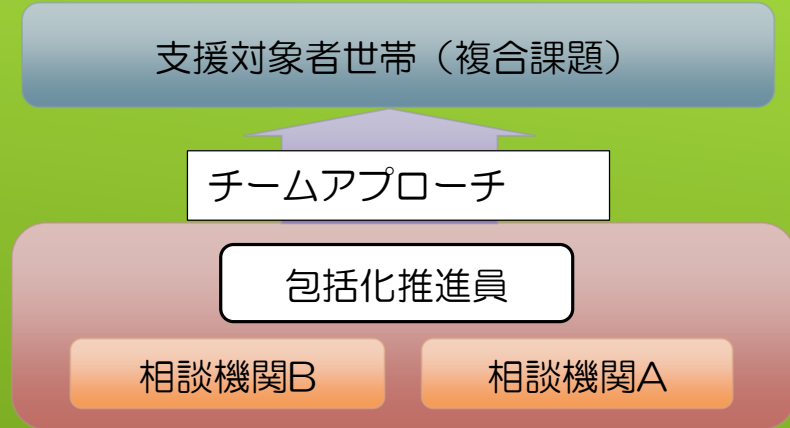 支援対象者世帯（複合課題）
チームアプローチ
包括化推進員
相談機関B
相談機関A